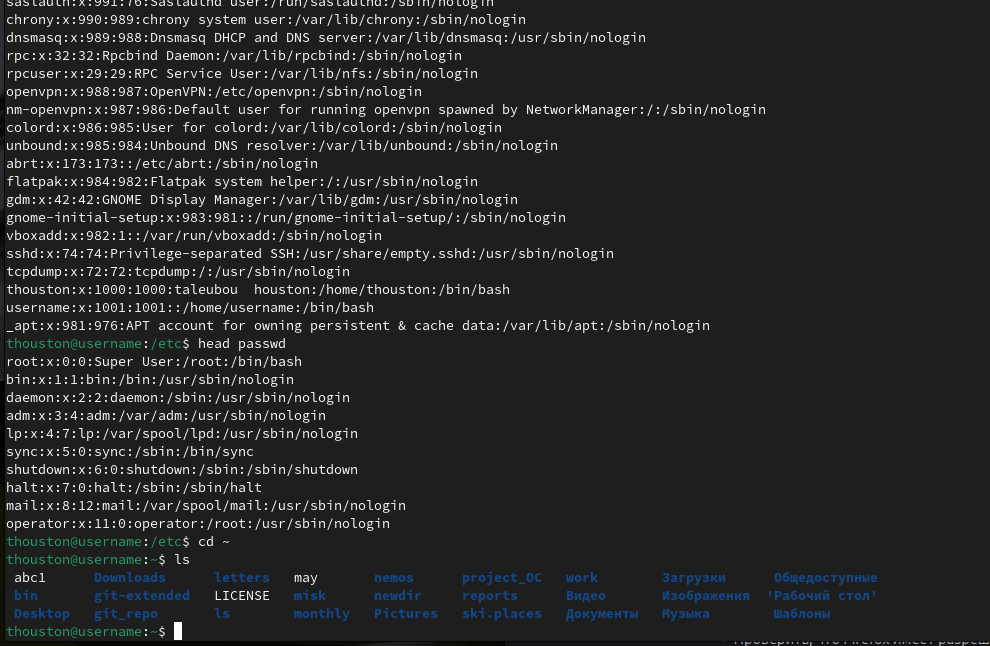 saslauth:x:991:76:Saslauthd user:/run/saslauthd:/sbin/nologin
chrony:x:990:989:chrony system user:/var/lib/chrony:/sbin/nologin
dnsmasq:x:989:988:Dnsmasq DHCP and DNS server:/var/lib/dnsmasq:/usr/sbin/nologin
rpc:x:32:32:Rpcbind Daemon:/var/lib/rpcbind:/sbin/nologin
rpcuser:x:29:29:RPC Service User:/var/lib/nfs:/sbin/nologin
openvpn:x:988:987:OpenVPN:/etc/openvpn:/sbin/nologin
nm-openvpn:x:987:986:Default user for running openvpn spawned by NetworkManager:/:/sbin/nologin
colord:x:986:985:User for colord:/var/lib/colord:/sbin/nologin
unbound:x:985:984:Unbound DNS resolver:/var/lib/unbound:/sbin/nologin
abrt:x:173:173::/etc/abrt:/sbin/nologin
flatpak:x:984:982:Flatpak system helper:/:/usr/sbin/nologin
gdm:x:42:42:GNOME Display Manager:/var/lib/gdm:/usr/sbin/nologin
gnome-initial-setup:x:983:981::/run/gnome-initial-setup/:/sbin/nologin
vboxadd:x:982:1::/var/run/vboxadd:/sbin/nologin
sshd:x:74:74:Privilege-separated SSH:/usr/share/empty.sshd:/usr/sbin/nologin
tcpdump:x:72:72:tcpdump:/:/usr/sbin/nologin
thouston:x:1000:1000:taleubou  houston:/home/thouston:/bin/bash
username:x:1001:1001::/home/username:/bin/bash
_apt:x:981:976:APT account for owning persistent & cache data:/var/lib/apt:/sbin/nologin
thouston@username:/etc$ head passwd
root:x:0:0:Super User:/root:/bin/bash
bin:x:1:1:bin:/bin:/usr/sbin/nologin
daemon:x:2:2:daemon:/sbin:/usr/sbin/nologin
adm:x:3:4:adm:/var/adm:/usr/sbin/nologin
lp:x:4:7:lp:/var/spool/lpd:/usr/sbin/nologin
sync:x:5:0:sync:/sbin:/bin/sync
shutdown:x:6:0:shutdown:/sbin:/sbin/shutdown
halt:x:7:0:halt:/sbin:/sbin/halt
mail:x:8:12:mail:/var/spool/mail:/usr/sbin/nologin
operator:x:11:0:operator:/root:/usr/sbin/nologin
thouston@username:/etc$ cd ~
thouston@username:~$ ls
abc1 Downloads letters may nemos project_OC work Загрузки Общедоступные
bin git-extended LICENSE misk newdir reports Видео Изображения 'Рабочий стол'
Desktop git_repo ls monthly Pictures ski.places Документы Музыка Шаблоны
thouston@username:~$